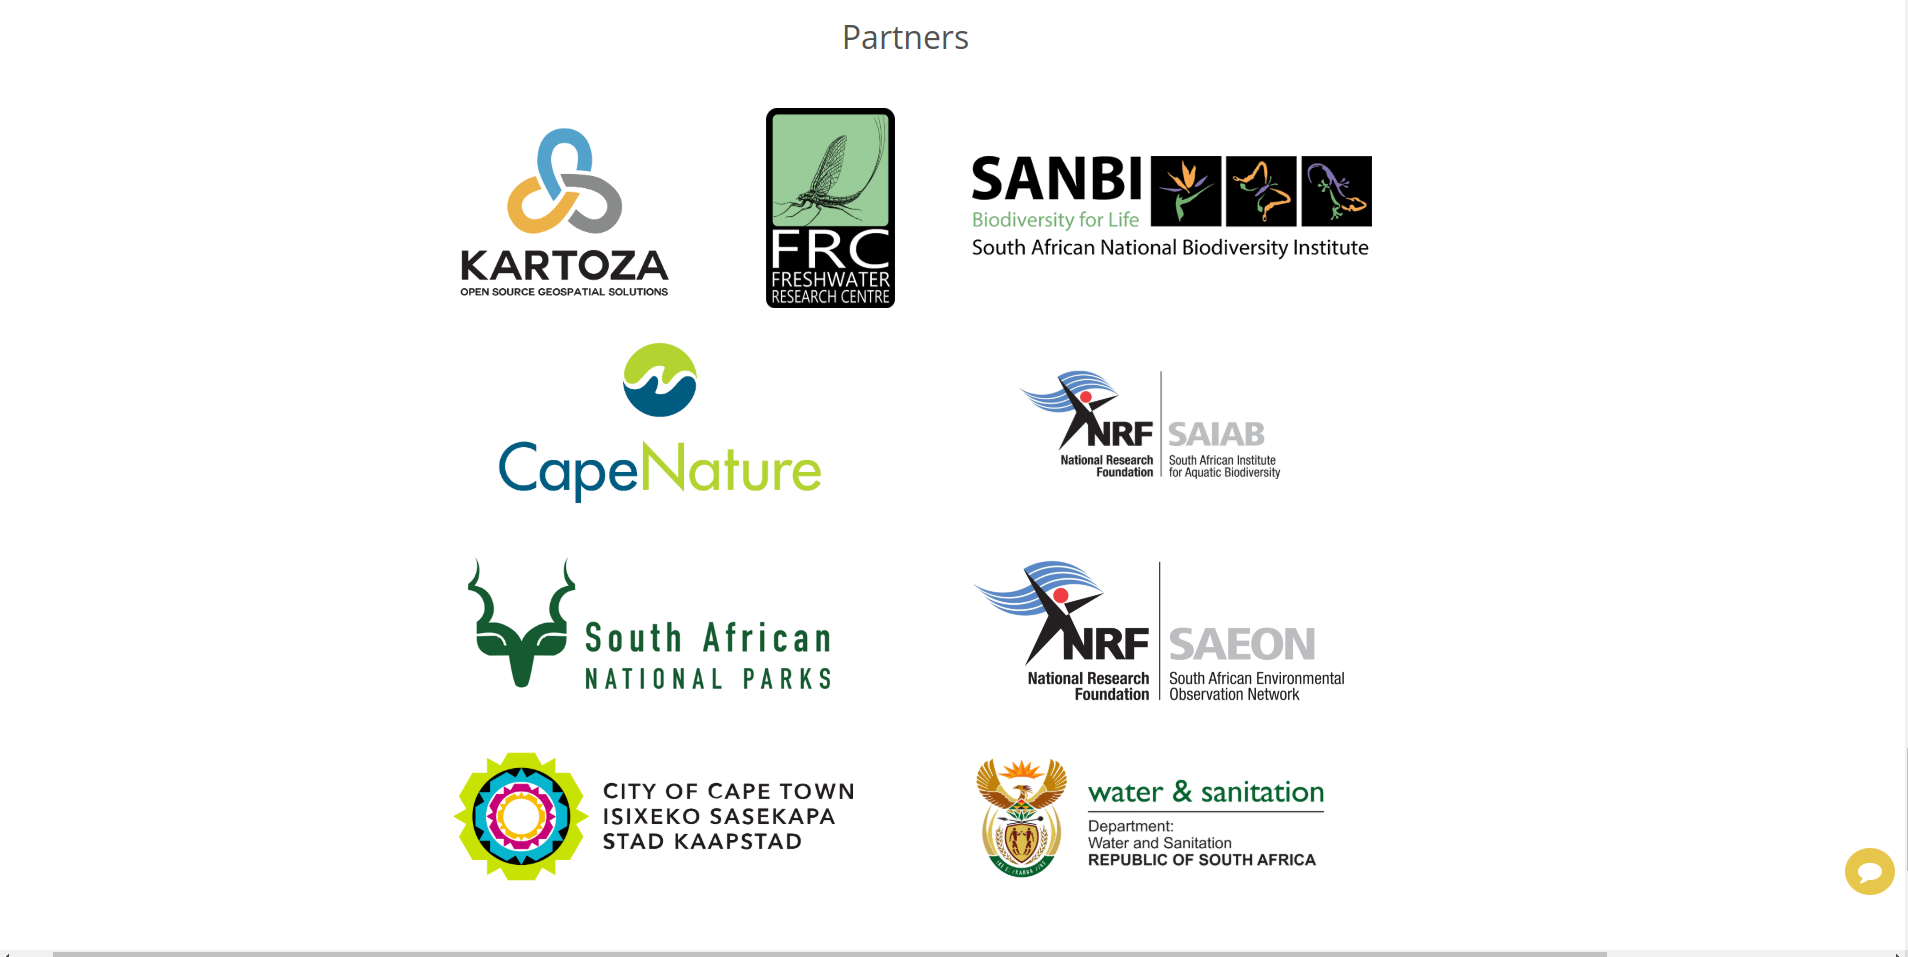 Partners
KARTOZA
OPEN SOURCE GEOSPATIAL SOLUTIONS
FRC
FRESHWATER
RESEARCH CENTRE
SANBI
Biodiversity for Life
South African National Biodiversity Institute
CapeNature
NRF
National Research
Foundation
SAIAB
South African Institute
for Aquatic Biodiversity
South African
NATIONAL PARKS
NRF
National Research
Foundation
SAEON
South African Environmental
Observation Network
CITY OF CAPE TOWN
ISIXEKO SASEKAPA
STAD KAAPSTAD
water & sanitation
Department:
Water and Sanitation
REPUBLIC OF SOUTH AFRICA